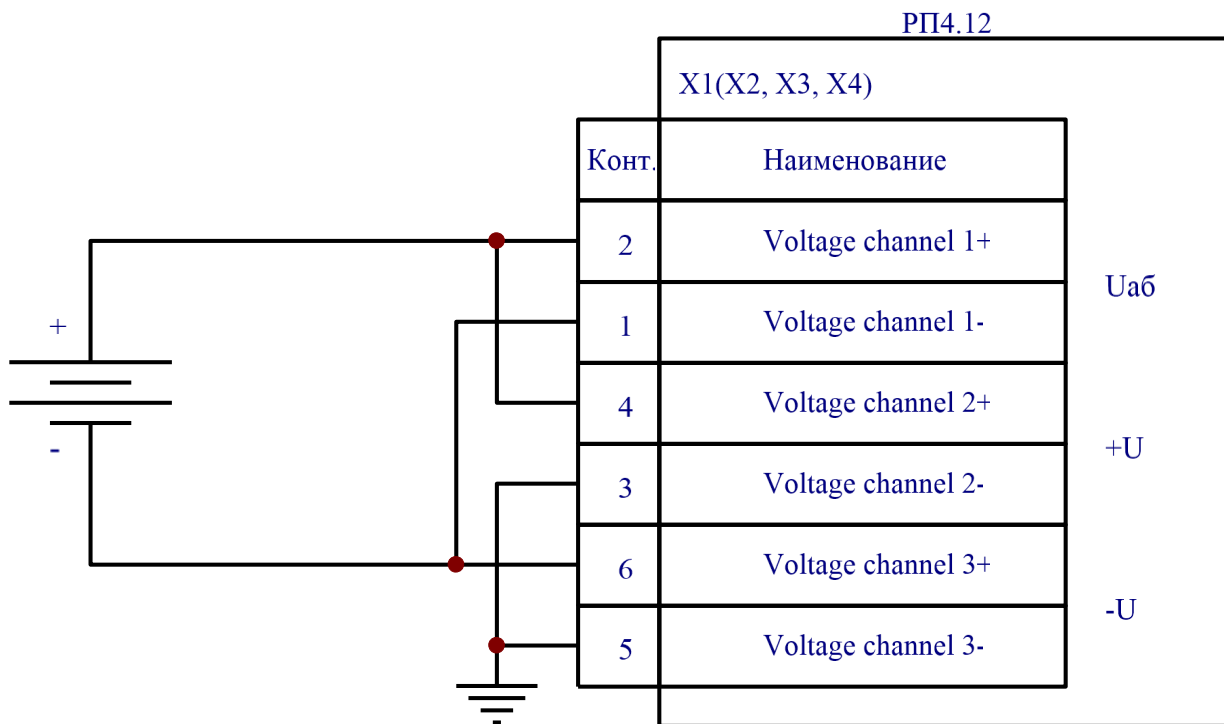 РП4.12
X1(X2, X3, X4)
Конт. Наименование
2 Voltage channel 1+
Uаб
+
1 Voltage channel 1-
4 Voltage channel 2+
-
+U
3 Voltage channel 2-
6 Voltage channel 3+
-U
5 Voltage channel 3-